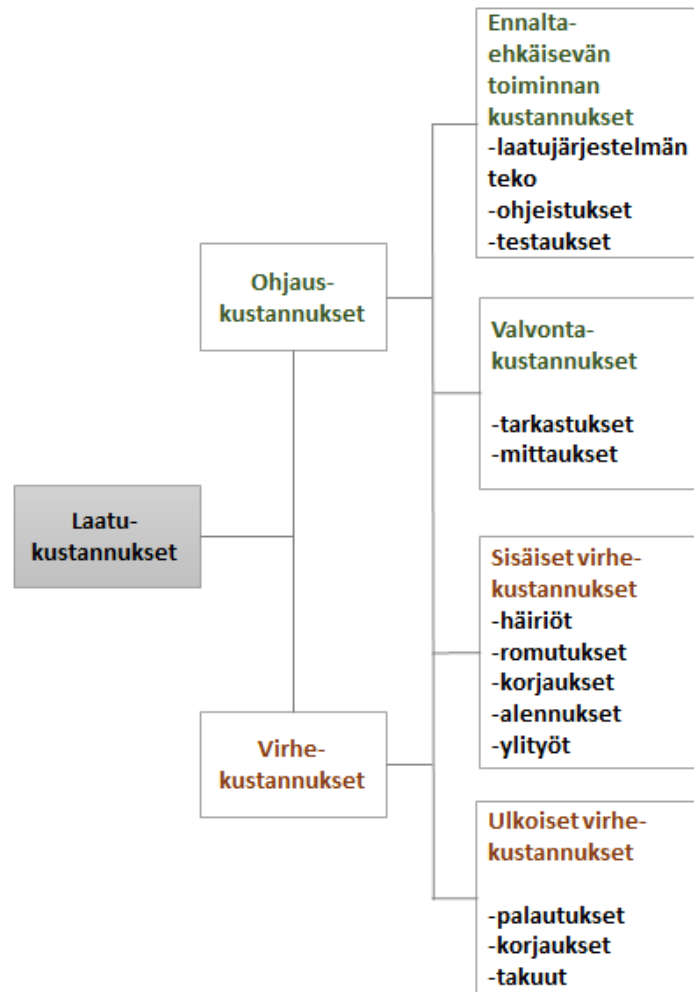 Ennalta-
ehkäisevän
toiminnan
kustannukset
-laatujärjestelmän
teko
-ohjeistukset
-testaukset
Ohjaus-
kustannukset
Valvonta-
kustannukset
-tarkastukset
-mittaukset
Laatu-
kustannukset
Sisäiset virhe-
kustannukset
-häiriöt
-romutukset
-korjaukset
-alennukset
-ylityöt
Virhe-
kustannukset
Ulkoiset virhe-
kustannukset
-palautukset
-korjaukset
-takuut